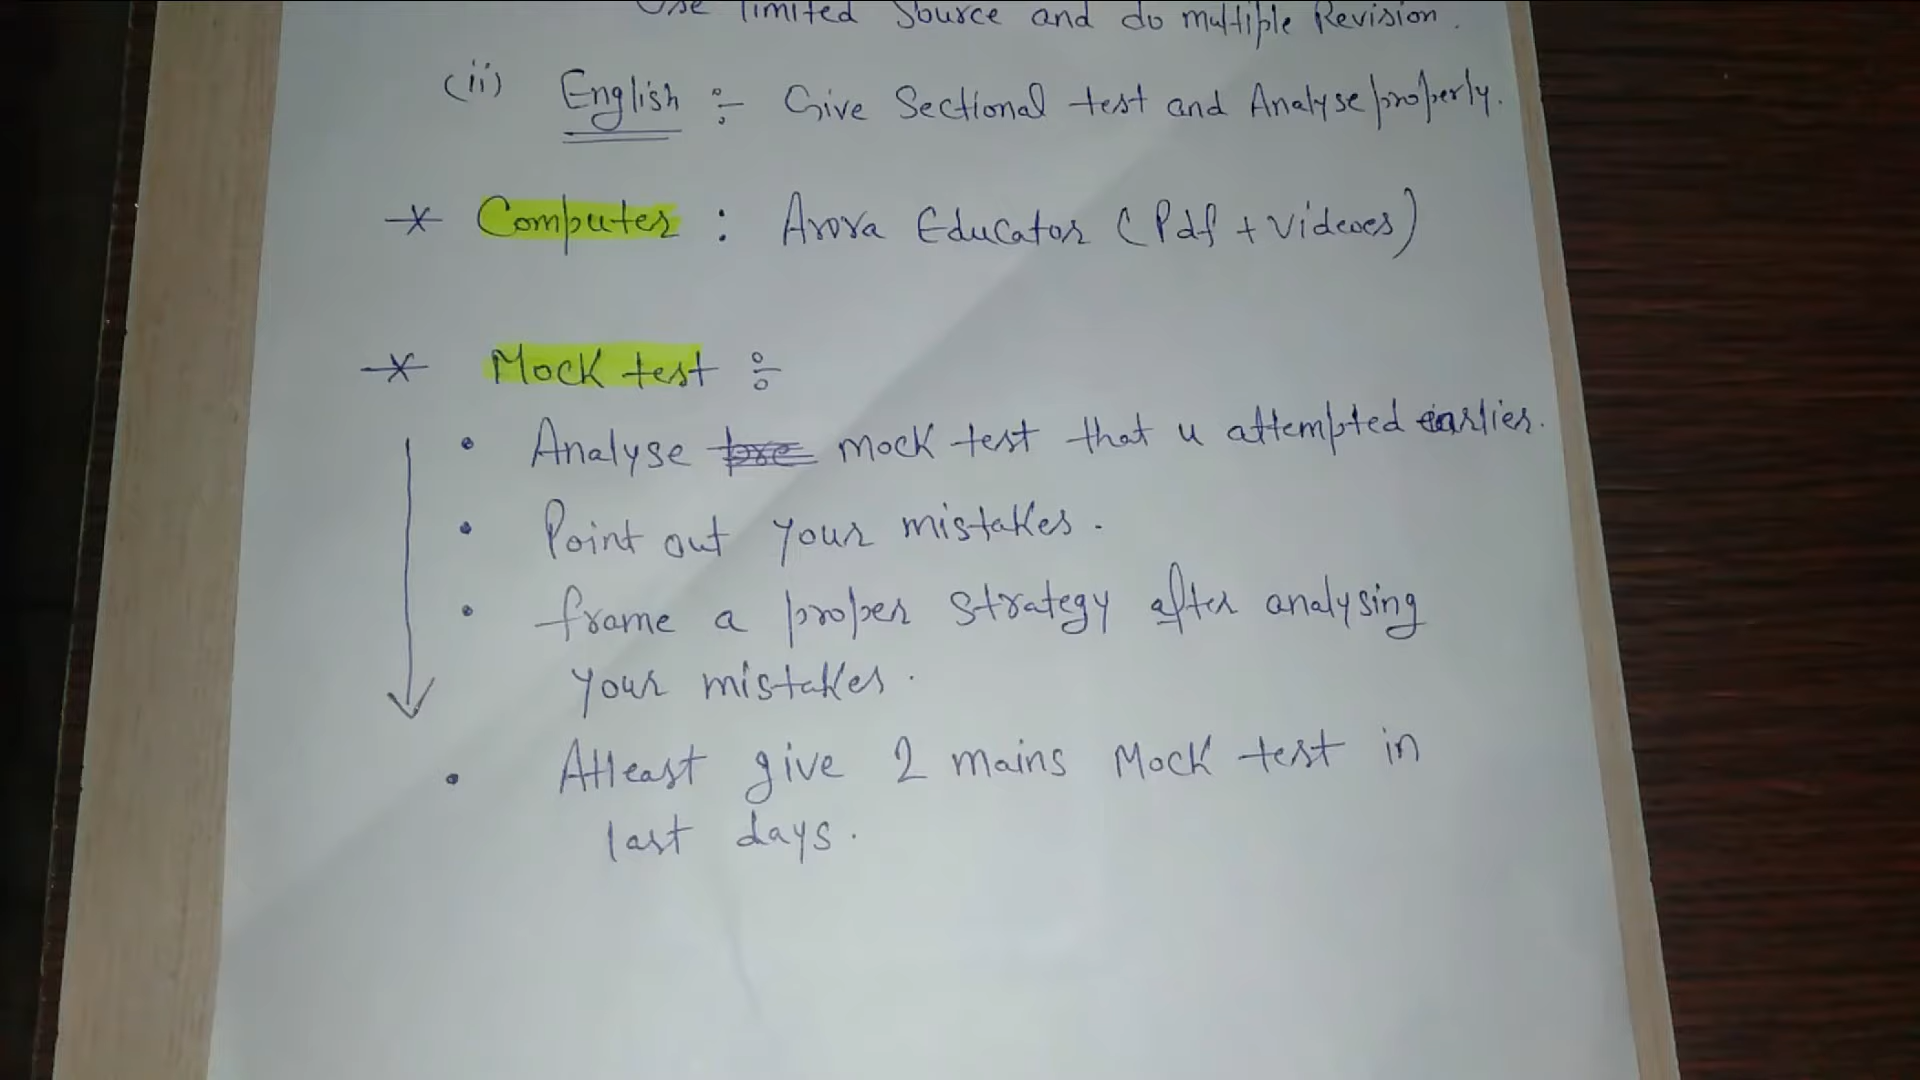 Use limited Source and do multiple Revision.
(ii) English :- Give Sectional test and Analyse properly.
* Computer : Arora Educator (Pdf + Videoes)
* Mock test :-
• Analyse mock test that u attempted earlier.
• Point out your mistakes.
• frame a proper strategy after analysing
your mistakes.
• Atleast give 2 mains Mock test in
last days.